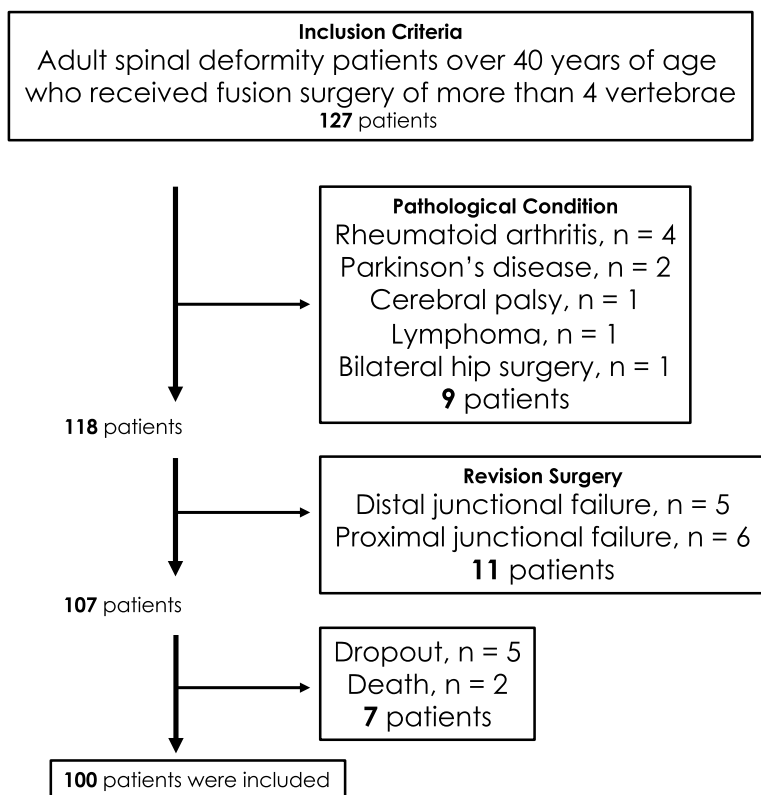 Inclusion Criteria
Adult spinal deformity patients over 40 years of age
who received fusion surgery of more than 4 vertebrae
127 patients
Pathological Condition
Rheumatoid arthritis, n = 4
Parkinson’s disease, n = 2
Cerebral palsy, n = 1
Lymphoma, n = 1
Bilateral hip surgery, n = 1
9 patients
118 patients
Revision Surgery
Distal junctional failure, n = 5
Proximal junctional failure, n = 6
11 patients
107 patients
Dropout, n = 5
Death, n = 2
7 patients
100 patients were included